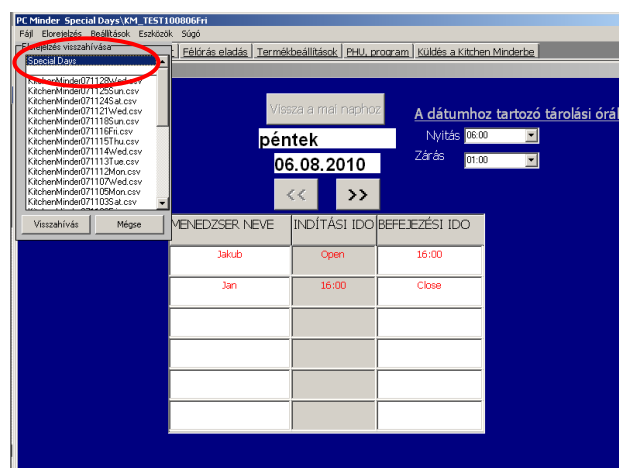 PC Minder Special Days\KM_TEST100806Fri
Fájl Elorejelzés Beállítások Eszközök Súgó
Elorejelzés visszahívása
Félórás eladás Termékbeállítások PHU, program Küldés a Kitchen Minderbe
Special Days
KitchenMinder071128Wed.csv
KitchenMinder071125Sun.csv
KitchenMinder071124Sat.csv
KitchenMinder071121Wed.csv
KitchenMinder071118Sun.csv
KitchenMinder071116Fri.csv
KitchenMinder071115Thu.csv
KitchenMinder071114Wed.csv
KitchenMinder071113Tue.csv
KitchenMinder071112Mon.csv
KitchenMinder071107Wed.csv
KitchenMinder071105Mon.csv
KitchenMinder071103Sat.csv
Visszahívás Mégse
Vissza a mai naphoz
péntek
06.08.2010
<< >>
A dátumhoz tartozó tárolási órá
Nyitás 06:00
Zárás 01:00
MENEDZSER NEVE INDÍTÁSI IDO BEFEJEZÉSI IDO
Jakub Open 16:00
Jan 16:00 Close